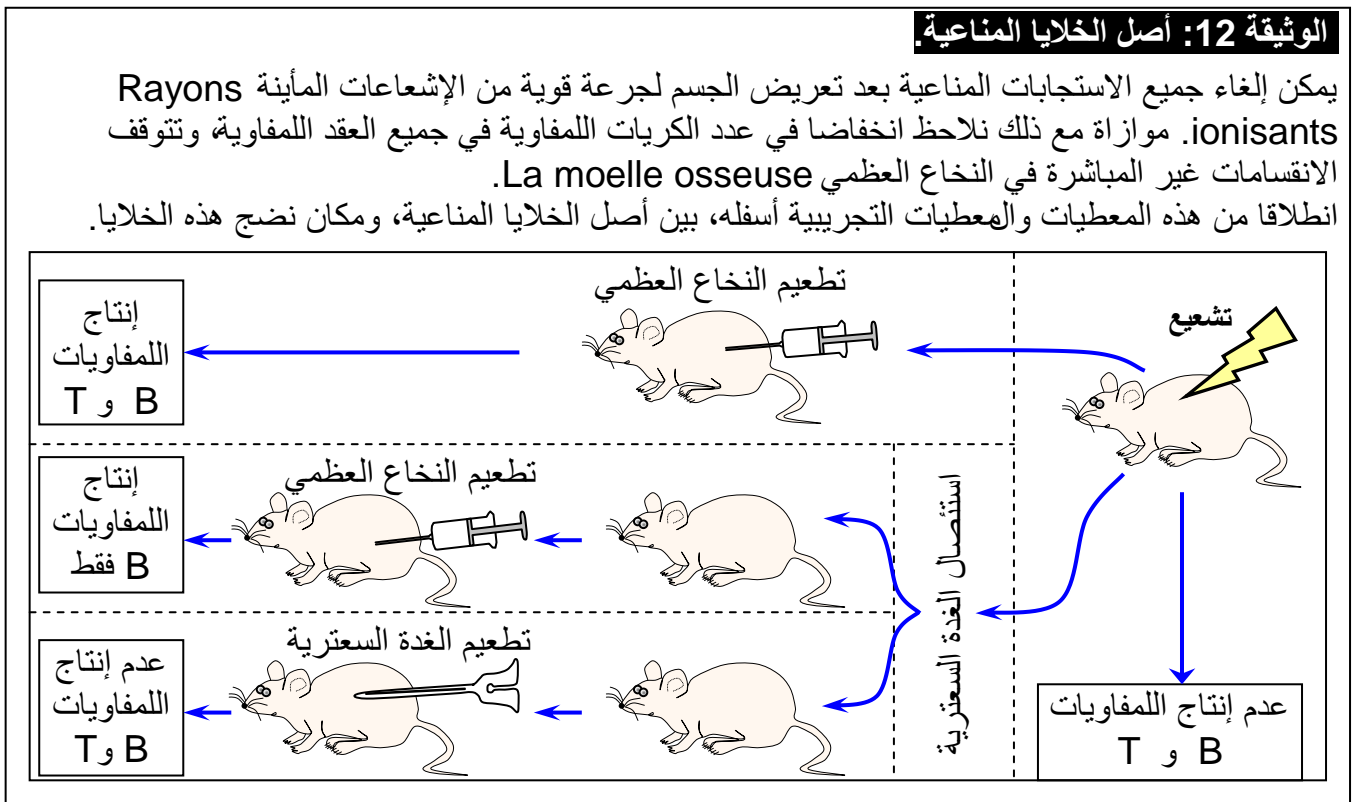 الوثيقة 12: أصل الخلايا المناعية.
يمكن إلغاء جميع الاستجابات المناعية بعد تعريض الجسم لجرعة قوية من الإشعاعات المأينة Rayons
ionisants. موازاة مع ذلك نلاحظ انخفاضا في عدد الكريات اللمفاوية في جميع العقد اللمفاوية، وتتوقف
الانقسامات غير المباشرة في النخاع العظمي La moelle osseuse.
انطلاقا من هذه المعطيات والمعطيات التجريبية أسفله، بين أصل الخلايا المناعية، ومكان نضج هذه الخلايا.
تشعيع
تطعيم النخاع العظمي
إنتاج
اللمفاويات
B و T
استئصال الغدة السعترية
تطعيم النخاع العظمي
إنتاج
اللمفاويات
B فقط
تطعيم الغدة السعترية
عدم إنتاج
اللمفاويات
B وT
عدم إنتاج اللمفاويات
B و T